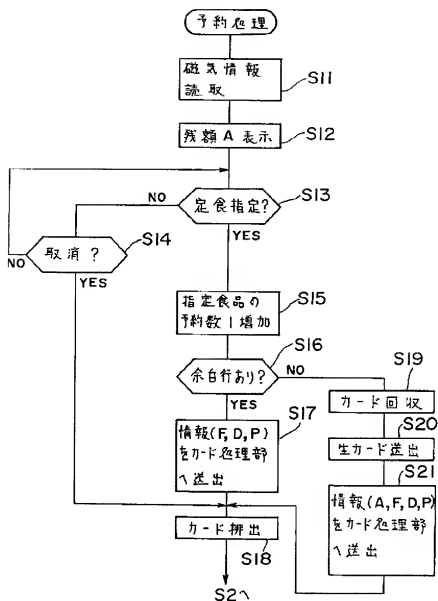 予約処理
磁気情報
読取
S11
残額A表示
S12
定食指定?
S13
NO
YES
取消?
S14
NO
YES
指定食品の
予約数1増加
S15
余白行あり?
S16
NO
YES
情報(F,D,P)
をカード処理部
へ送出
S17
カード回収
S19
生カード送出
S20
情報(A,F,D,P)
をカード処理部
へ送出
S21
カード排出
S18
S2へ